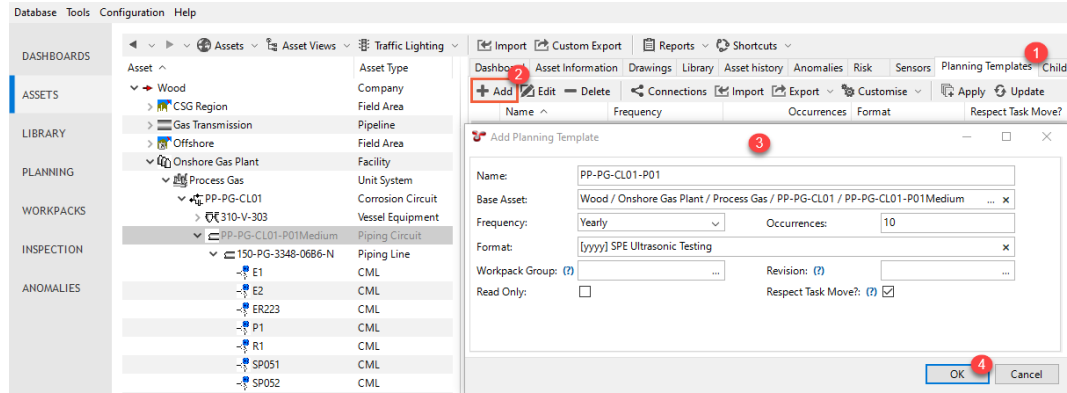 Database Tools Configuration Help
DASHBOARDS
ASSETS
LIBRARY
PLANNING
WORKPACKS
INSPECTION
ANOMALIES
Assets Asset Views Traffic Lighting
Asset Asset Type
Wood Company
CSG Region Field Area
Gas Transmission Pipeline
Offshore Field Area
Onshore Gas Plant Facility
Process Gas Unit System
PP-PG-CL01 Corrosion Circuit
310-V-303 Vessel Equipment
PP-PG-CL01-P01Medium Piping Circuit
150-PG-3348-06B6-N Piping Line
E1 CML
E2 CML
ER223 CML
P1 CML
R1 CML
SP051 CML
SP052 CML
Import Custom Export Reports Shortcuts
1
Dashboard Asset Information Drawings Library Asset history Anomalies Risk Sensors Planning Templates Child
2
Add Edit Delete Connections Import Export Customise Apply Update
Name Frequency Occurrences Format Respect Task Move?
Add Planning Template
3
Name: PP-PG-CL01-P01
Base Asset: Wood / Onshore Gas Plant / Process Gas / PP-PG-CL01 / PP-PG-CL01-P01Medium ... x
Frequency: Yearly Occurrences: 10
Format: [yyyy] SPE Ultrasonic Testing x
Workpack Group: (?) ... Revision: (?) ...
Read Only: Respect Task Move?: (?)
4
OK Cancel